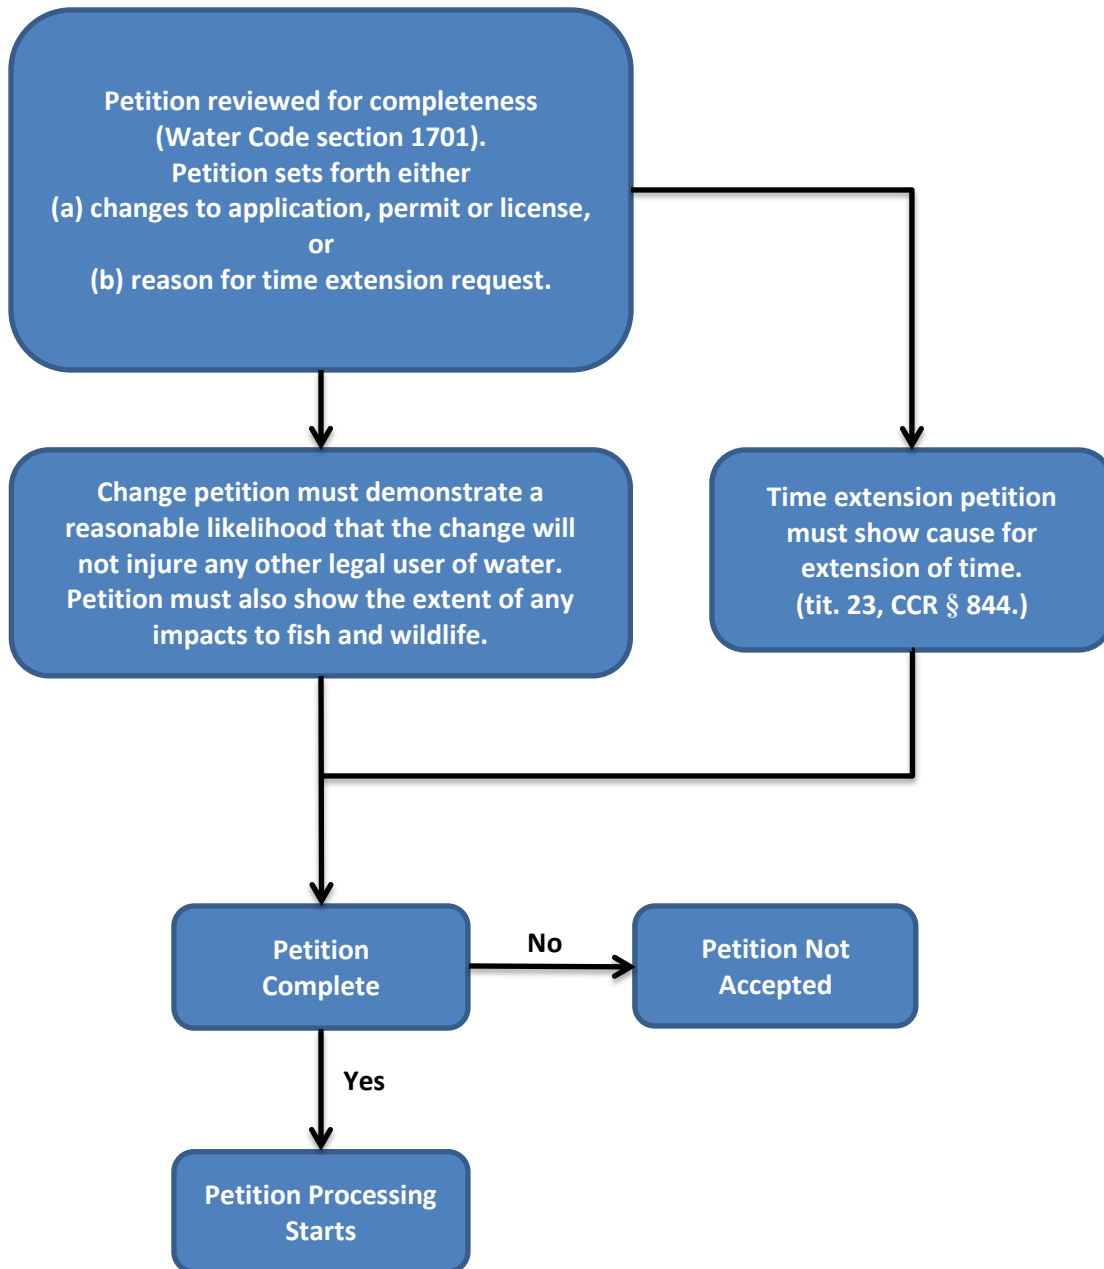 Petition reviewed for completeness
(Water Code section 1701).
Petition sets forth either
(a) changes to application, permit or license,
or
(b) reason for time extension request.
Change petition must demonstrate a
reasonable likelihood that the change will
not injure any other legal user of water.
Petition must also show the extent of any
impacts to fish and wildlife.
Time extension petition
must show cause for
extension of time.
(tit. 23, CCR § 844.)
Petition
Complete
No
Petition Not
Accepted
Yes
Petition Processing
Starts